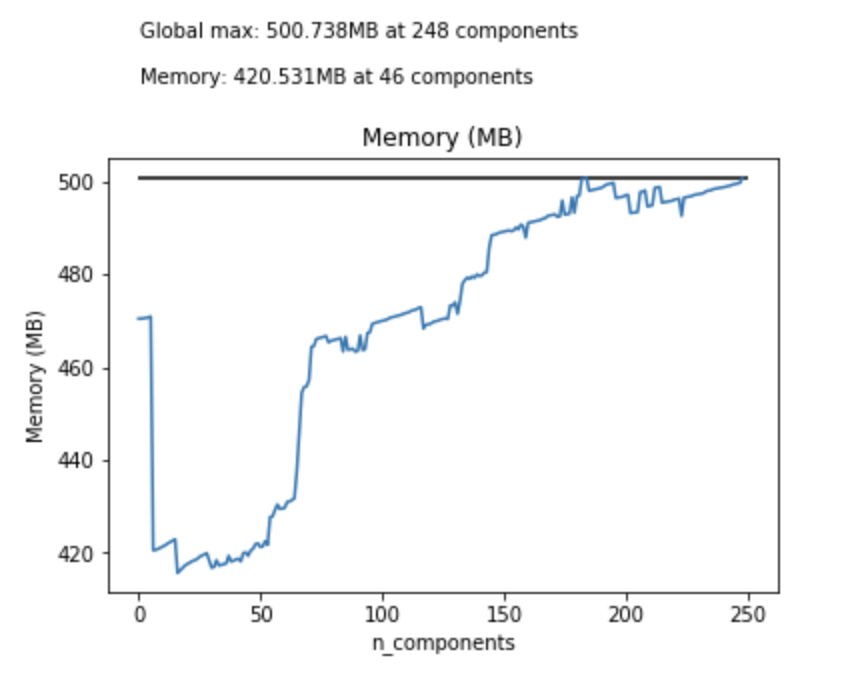 Global max: 500.738MB at 248 components
Memory: 420.531MB at 46 components
Memory (MB)
Memory (MB)
500
480
460
440
420
0 50 100 150 200 250
n_components